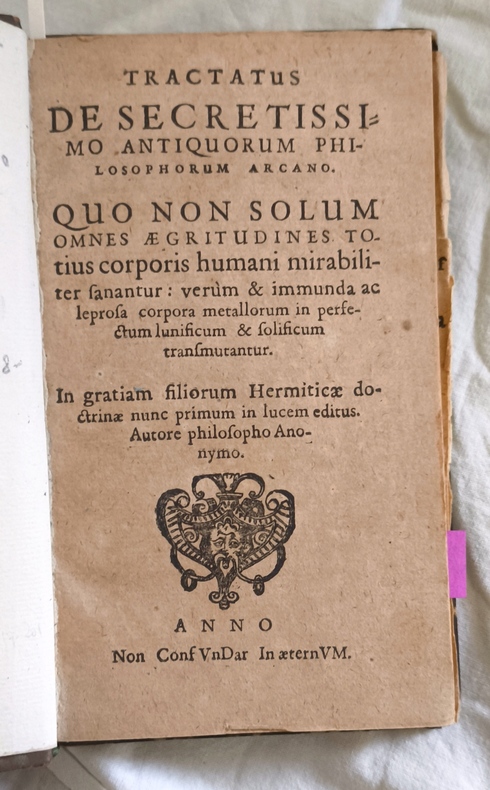 TRACTATuS
DE SECRETISSI=
MO ANTIQUORUM PHI-
LOSOPHORUM ARCANO.
QUO NON SOLUM
OMNES ÆGRITUDINES TO-
tius corporis humani mirabili-
ter ſanantur: verùm & immunda ac
leproſa corpora metallorum in perfe-
ctum lunificum & ſolificum
tranſmutantur.
In gratiam filiorum Hermiticæ do-
ctrinæ nunc primum in lucem editus.
Autore philoſopho Ano-
nymo.
ANNO
Non ConfVnDar In æternVM.